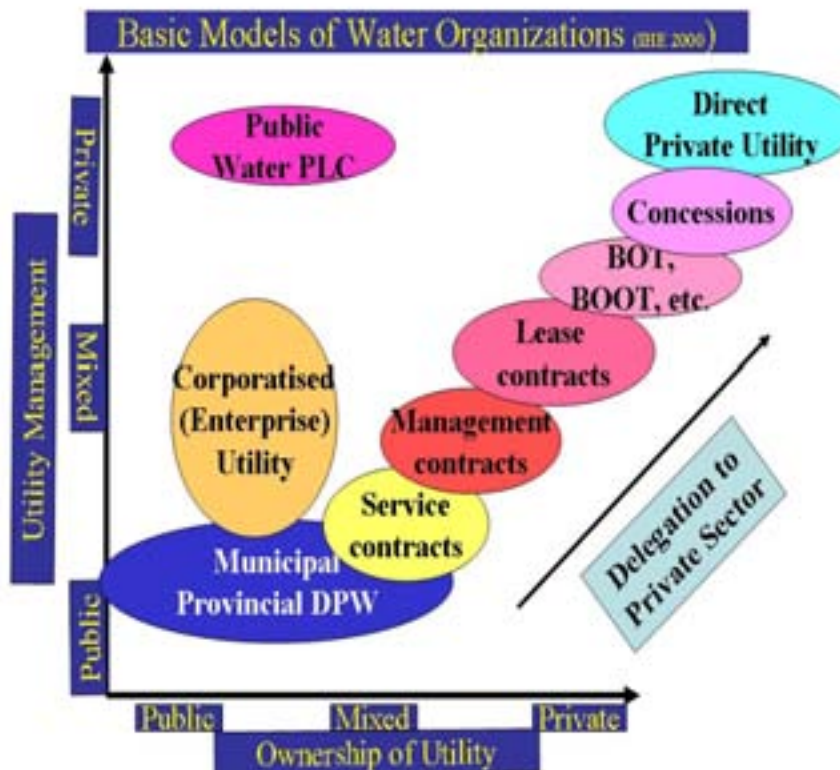 Basic Models of Water Organizations (IHE 2000)
Direct
Private Utility
Public
Water PLC
Concessions
BOT,
BOOT, etc.
Lease
contracts
Corporatised
(Enterprise)
Utility
Management
contracts
Service
contracts
Municipal
Provincial DPW
Delegation to
Private Sector
Utility Management
Private
Mixed
Public
Public
Mixed
Private
Ownership of Utility